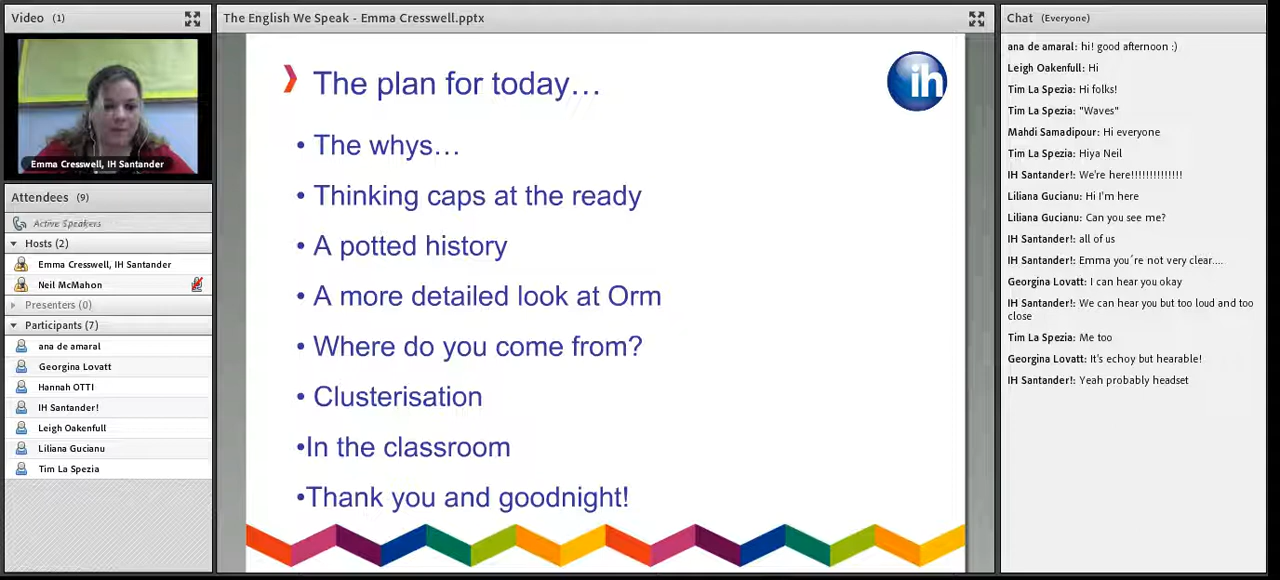 Video (1)
Emma Cresswell, IH Santander
Attendees (9)
Active Speakers
Hosts (2)
Emma Cresswell, IH Santander
Neil McMahon
Presenters (0)
Participants (7)
ana de amaral
Georgina Lovatt
Hannah OTTI
IH Santander!
Leigh Oakenfull
Liliana Gucianu
Tim La Spezia
The English We Speak - Emma Cresswell.pptx
The plan for today…
ih
• The whys…
• Thinking caps at the ready
• A potted history
• A more detailed look at Orm
• Where do you come from?
• Clusterisation
•In the classroom
•Thank you and goodnight!
Chat (Everyone)
ana de amaral: hi! good afternoon :)
Leigh Oakenfull: Hi
Tim La Spezia: Hi folks!
Tim La Spezia: "Waves"
Mahdi Samadipour: Hi everyone
Tim La Spezia: Hiya Neil
IH Santander!: We're here!!!!!!!!!!!!!!
Liliana Gucianu: Hi I'm here
Liliana Gucianu: Can you see me?
IH Santander!: all of us
IH Santander!: Emma you´re not very clear....
Georgina Lovatt: I can hear you okay
IH Santander!: We can hear you but too loud and too
close
Tim La Spezia: Me too
Georgina Lovatt: It's echoy but hearable!
IH Santander!: Yeah probably headset